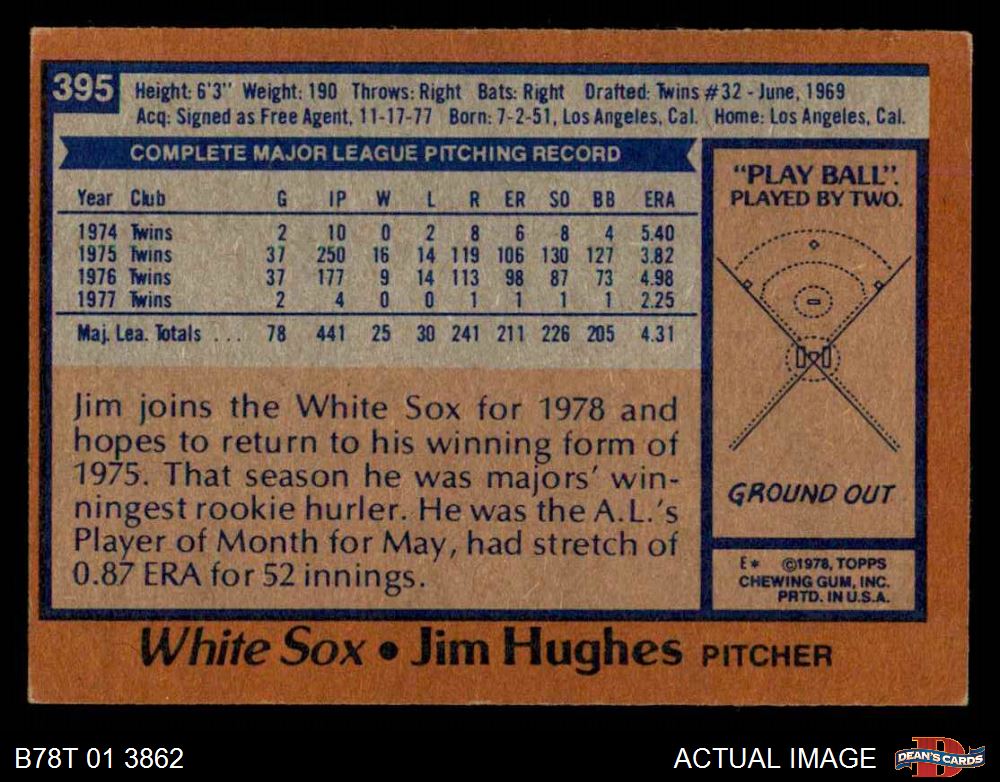 395
Height: 6'3" Weight: 190 Throws: Right Bats: Right Drafted: Twins #32 - June, 1969
Acq: Signed as Free Agent, 11-17-77 Born: 7-2-51, Los Angeles, Cal. Home: Los Angeles, Cal.
COMPLETE MAJOR LEAGUE PITCHING RECORD
Year Club G IP W L R ER SO BB ERA
1974 Twins 2 10 0 2 8 6 8 4 5.40
1975 Twins 37 250 16 14 119 106 130 127 3.82
1976 Twins 37 177 9 14 113 98 87 73 4.98
1977 Twins 2 4 0 0 1 1 1 1 2.25
Maj. Lea. Totals ... 78 441 25 30 241 211 226 205 4.31
Jim joins the White Sox for 1978 and
hopes to return to his winning form of
1975. That season he was majors' win-
ningest rookie hurler. He was the A.L.'s
Player of Month for May, had stretch of
0.87 ERA for 52 innings.
"PLAY BALL".
PLAYED BY TWO.
GROUND OUT
E* ©1978, TOPPS
CHEWING GUM, INC.
PRTD. IN U.S.A.
White Sox • Jim Hughes PITCHER
B78T 01 3862
ACTUAL IMAGE
D
DEAN'S CARDS